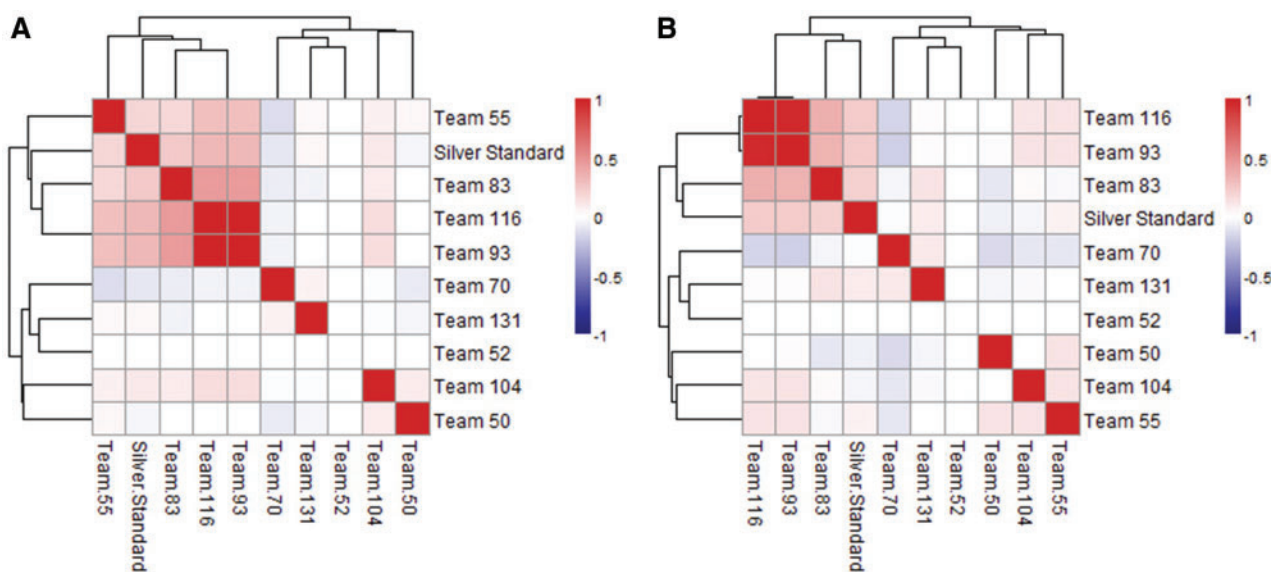 A
Team 55
Silver Standard
Team 83
Team 116
Team 93
Team 70
Team 131
Team 52
Team 104
Team 50
Team.55
Silver.Standard
Team.83
Team.116
Team.93
Team.70
Team.131
Team.52
Team.104
Team.50
1
0.5
0
-0.5
-1
B
Team 116
Team 93
Team 83
Silver Standard
Team 70
Team 131
Team 52
Team 50
Team 104
Team 55
Team.116
Team.93
Team.83
Silver.Standard
Team.70
Team.131
Team.52
Team.50
Team.104
Team.55
1
0.5
0
-0.5
-1